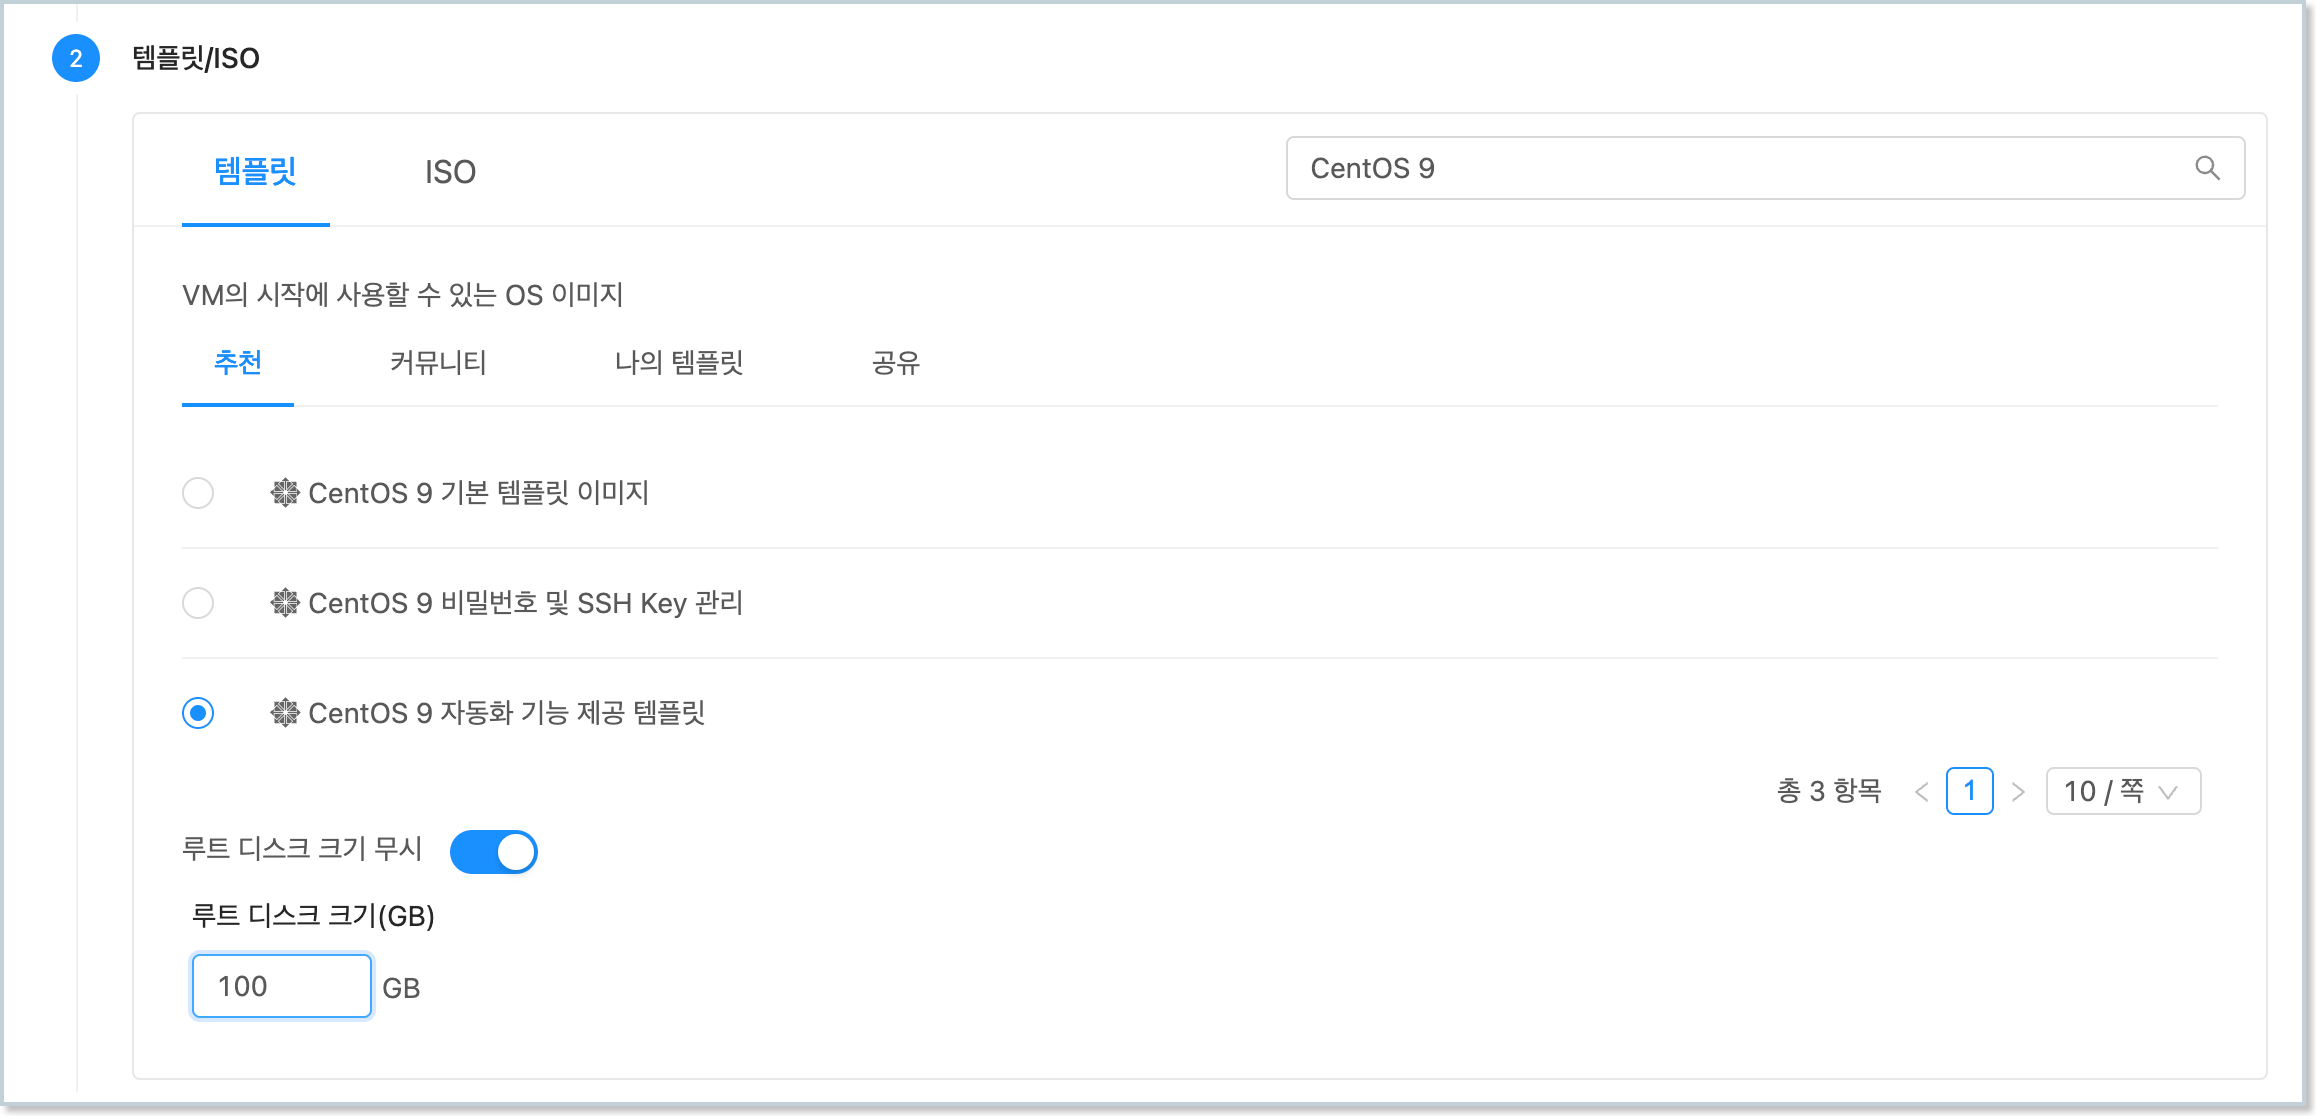 2 템플릿/ISO
템플릿 ISO CentOS 9
VM의 시작에 사용할 수 있는 OS 이미지
추천 커뮤니티 나의 템플릿 공유
CentOS 9 기본 템플릿 이미지
CentOS 9 비밀번호 및 SSH Key 관리
CentOS 9 자동화 기능 제공 템플릿
총 3 항목 < 1 > 10 / 쪽
루트 디스크 크기 무시
루트 디스크 크기(GB)
100 GB